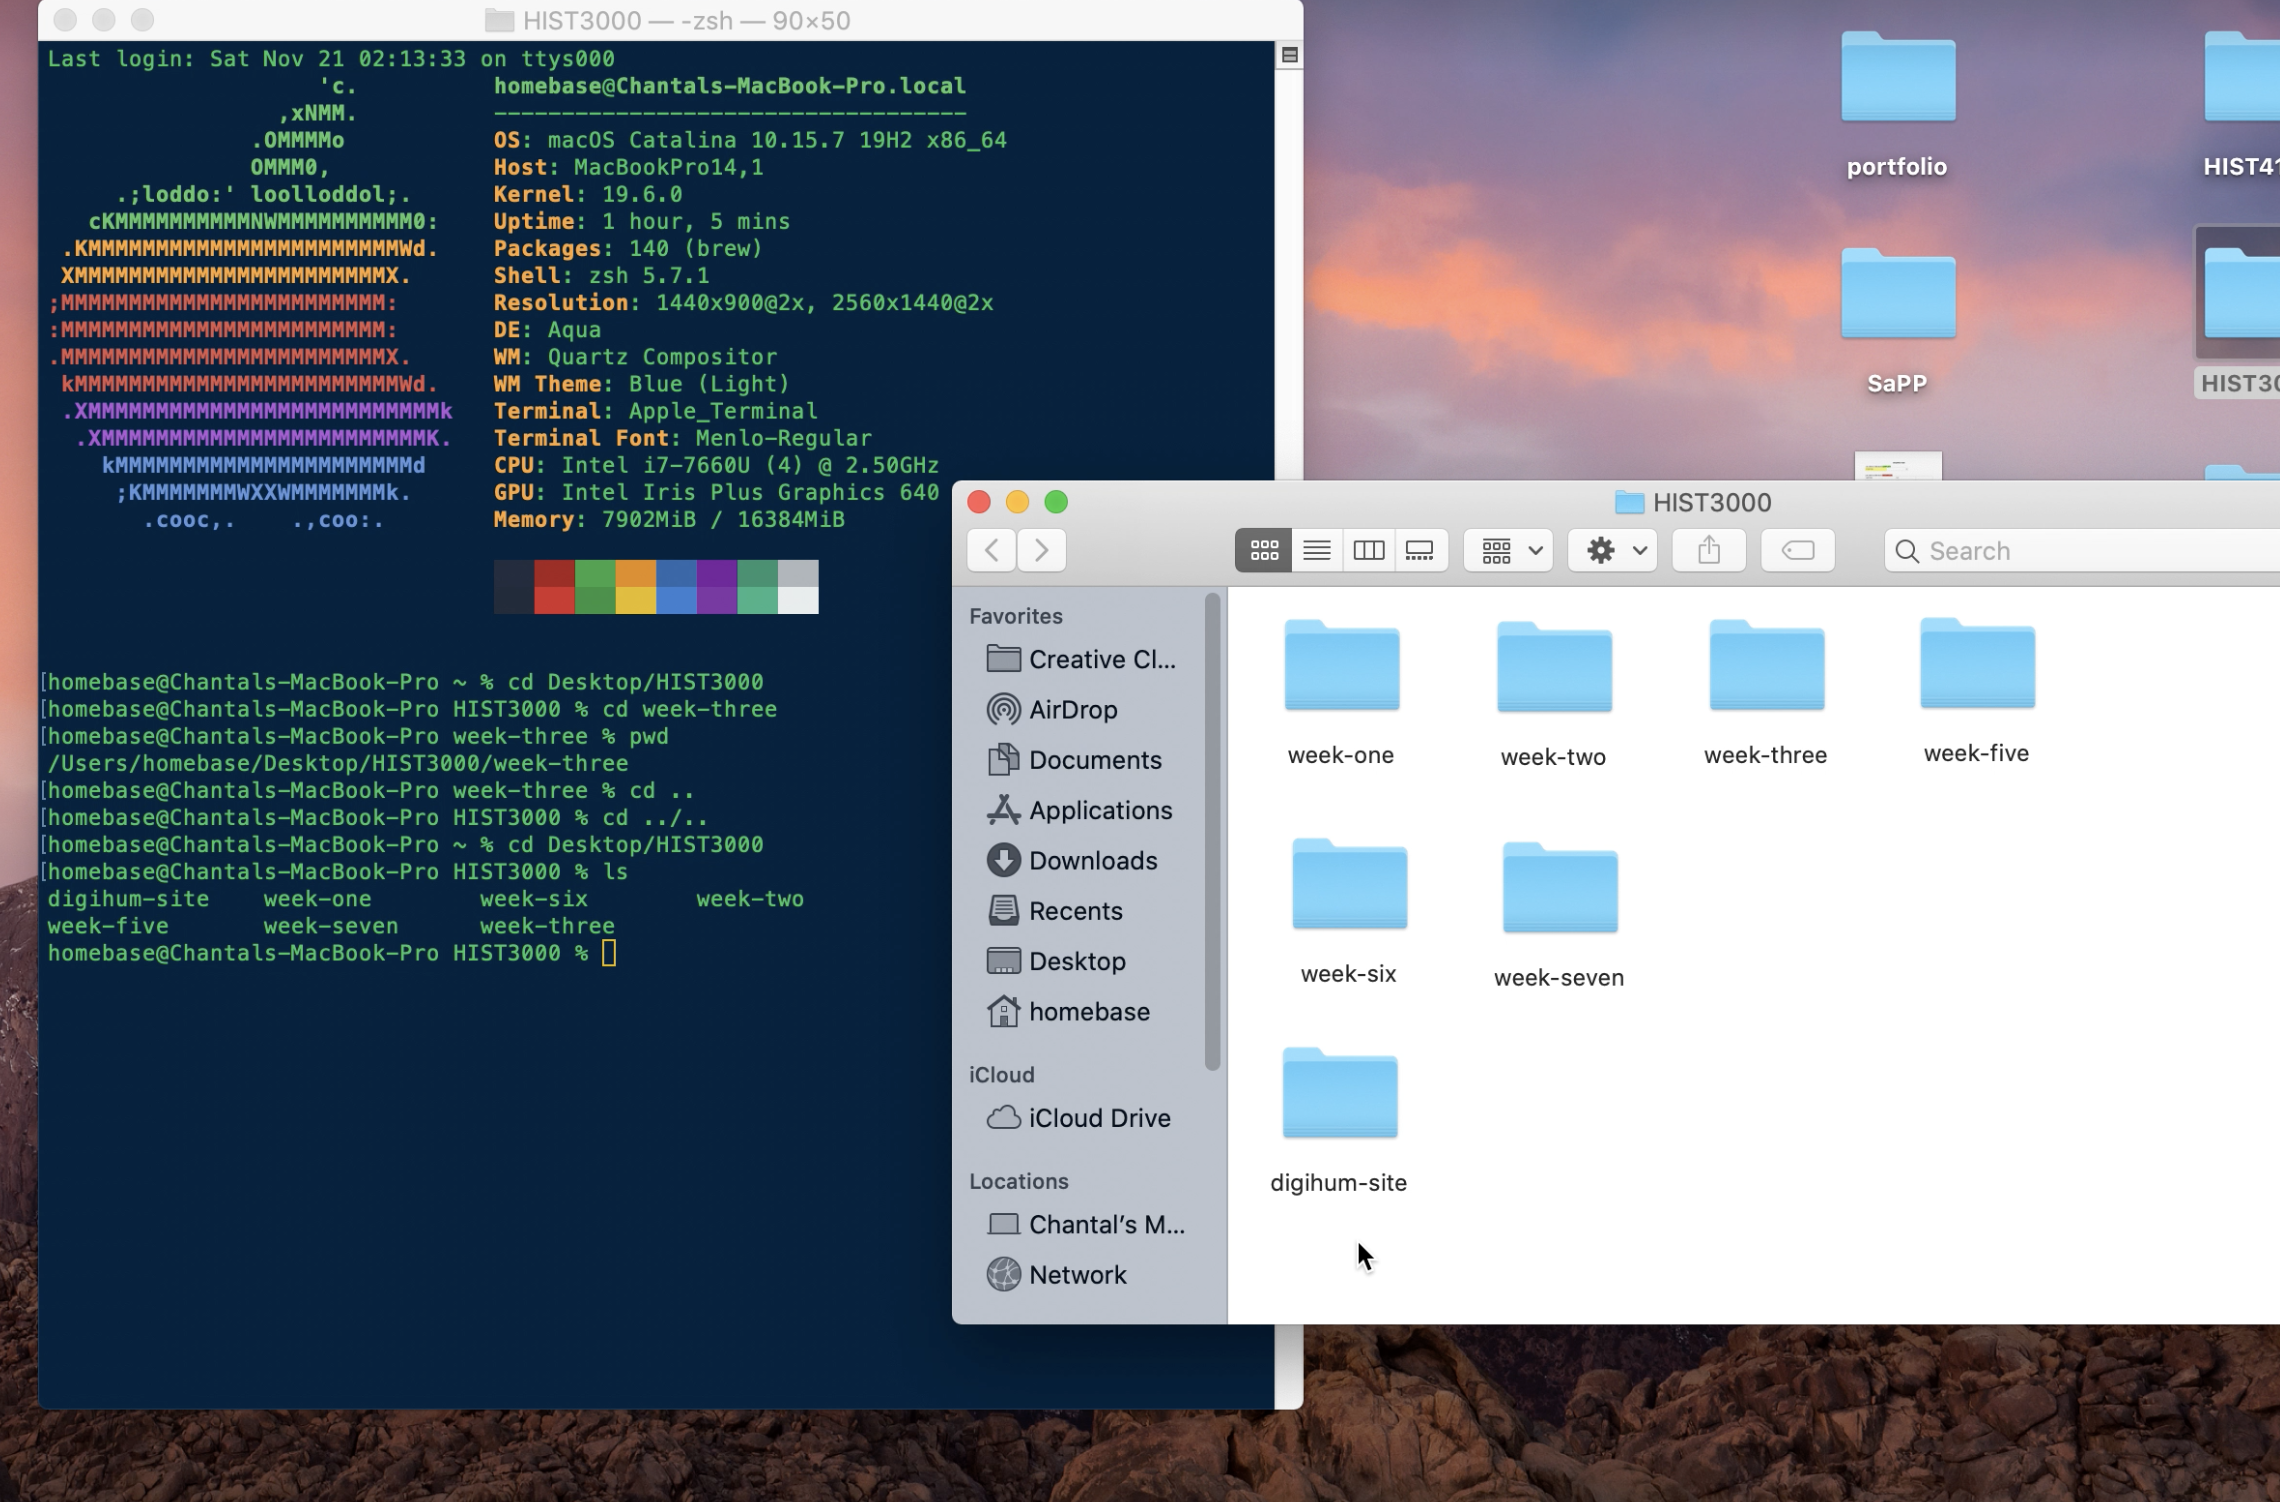 HIST3000 — -zsh — 90×50
Last login: Sat Nov 21 02:13:33 on ttys000
'c.
,xNMM.
.OMMMMo
OMMM0,
.;loddo:' loolloddol;.
cKMMMMMMMMMMNWMMMMMMMMMM0:
.KMMMMMMMMMMMMMMMMMMMMMMMWd.
XMMMMMMMMMMMMMMMMMMMMMMMX.
;MMMMMMMMMMMMMMMMMMMMMMMM:
:MMMMMMMMMMMMMMMMMMMMMMMM:
.MMMMMMMMMMMMMMMMMMMMMMMMX.
kMMMMMMMMMMMMMMMMMMMMMMMMWd.
.XMMMMMMMMMMMMMMMMMMMMMMMMMMk
.XMMMMMMMMMMMMMMMMMMMMMMMMK.
kMMMMMMMMMMMMMMMMMMMMMMd
;KMMMMMMMWXXWMMMMMMMk.
.cooc,. .,coo:.
homebase@Chantals-MacBook-Pro.local
-----------------------------------
OS: macOS Catalina 10.15.7 19H2 x86_64
Host: MacBookPro14,1
Kernel: 19.6.0
Uptime: 1 hour, 5 mins
Packages: 140 (brew)
Shell: zsh 5.7.1
Resolution: 1440x900@2x, 2560x1440@2x
DE: Aqua
WM: Quartz Compositor
WM Theme: Blue (Light)
Terminal: Apple_Terminal
Terminal Font: Menlo-Regular
CPU: Intel i7-7660U (4) @ 2.50GHz
GPU: Intel Iris Plus Graphics 640
Memory: 7902MiB / 16384MiB
[homebase@Chantals-MacBook-Pro ~ % cd Desktop/HIST3000
[homebase@Chantals-MacBook-Pro HIST3000 % cd week-three
[homebase@Chantals-MacBook-Pro week-three % pwd
/Users/homebase/Desktop/HIST3000/week-three
[homebase@Chantals-MacBook-Pro week-three % cd ..
[homebase@Chantals-MacBook-Pro HIST3000 % cd ../..
[homebase@Chantals-MacBook-Pro ~ % cd Desktop/HIST3000
[homebase@Chantals-MacBook-Pro HIST3000 % ls
digihum-site week-one week-six week-two
week-five week-seven week-three
homebase@Chantals-MacBook-Pro HIST3000 %
portfolio
HIST41
SaPP
HIST30
HIST3000
Search
Favorites
Creative Cl...
AirDrop
Documents
Applications
Downloads
Recents
Desktop
homebase
iCloud
iCloud Drive
Locations
Chantal's M...
Network
week-one
week-two
week-three
week-five
week-six
week-seven
digihum-site